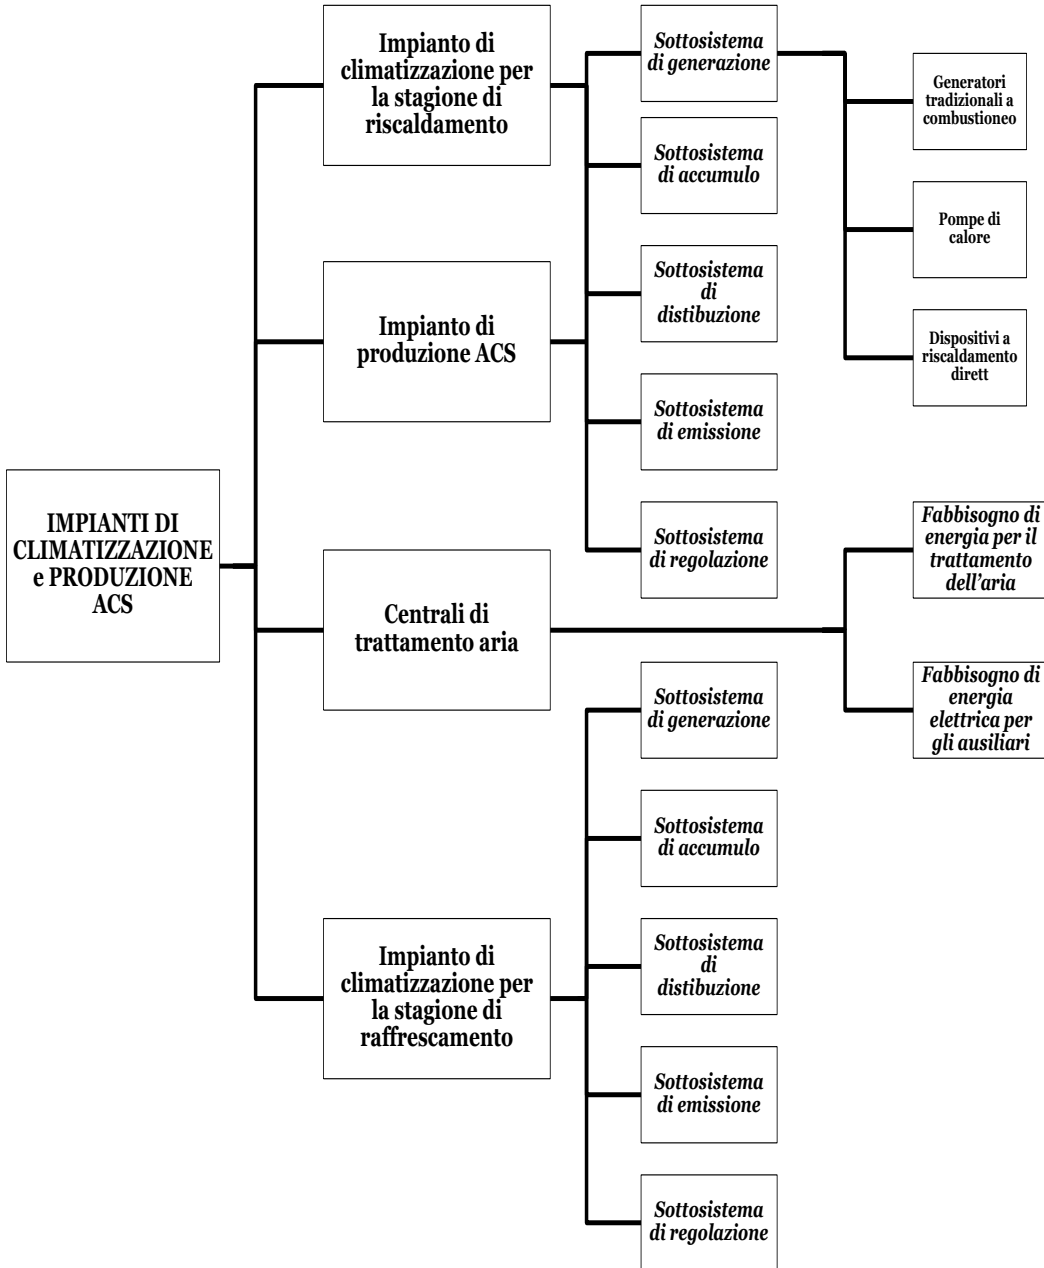 IMPIANTI DI
CLIMATIZZAZIONE
e PRODUZIONE
ACS
Impianto di
climatizzazione per
la stagione di
riscaldamento
Impianto di
produzione ACS
Centrali di
trattamento aria
Impianto di
climatizzazione per
la stagione di
raffrescamento
Sottosistema
di generazione
Sottosistema
di accumulo
Sottosistema
di
distibuzione
Sottosistema
di emissione
Sottosistema
di regolazione
Sottosistema
di generazione
Sottosistema
di accumulo
Sottosistema
di
distibuzione
Sottosistema
di emissione
Sottosistema
di regolazione
Generatori
tradizionali a
combustioneo
Pompe di
calore
Dispositivi a
riscaldamento
dirett
Fabbisogno di
energia per il
trattamento
dell'aria
Fabbisogno di
energia
elettrica per
gli ausiliari